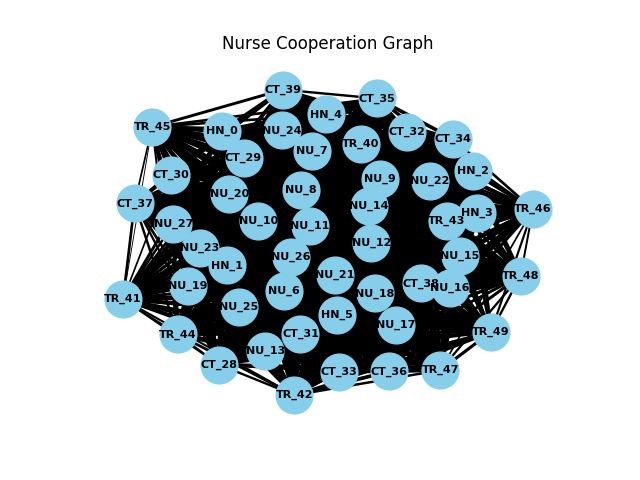 Nurse Cooperation Graph
CT_39
CT_35
HN_4
TR_45
HN_0
NU_24
CT_32
CT_34
TR_40
NU_7
CT_29
HN_2
CT_30
NU_9
NU_22
NU_8
NU_20
CT_37
NU_14
TR_46
HN_3
NU_10
TR_43
NU_27
NU_11
NU_12
NU_23
NU_15
NU_26
HN_1
NU_21
TR_48
CT_38
NU_19
NU_16
NU_6
NU_18
TR_41
NU_25
HN_5
NU_17
TR_49
TR_44
CT_31
NU_13
CT_28
TR_47
CT_33
CT_36
TR_42